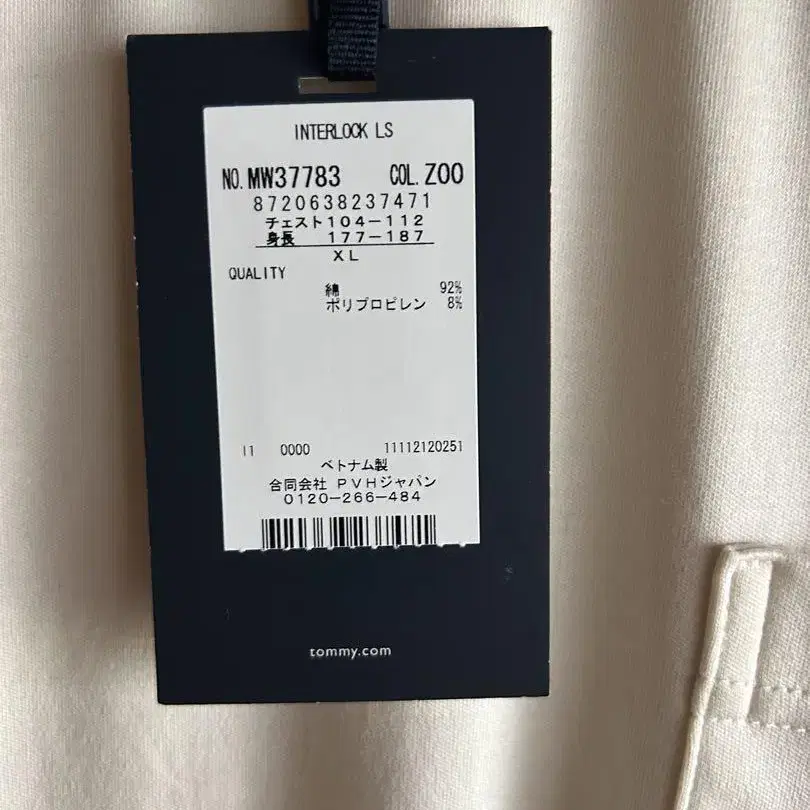 INTERLOCK LS
NO. MW37783 COL. Z00
8720638237471
チェスト104-112
身長 177-187
XL
QUALITY
綿 92%
ポリプロピレン 8%
11 0000 11112120251
ベトナム製
合同会社 PVHジャパン
0120-266-484
tommy.com